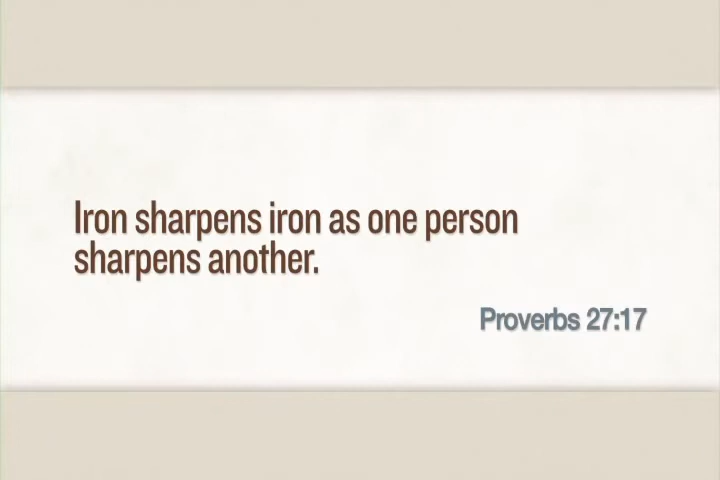 Iron sharpens iron as one person
sharpens another.
Proverbs 27:17